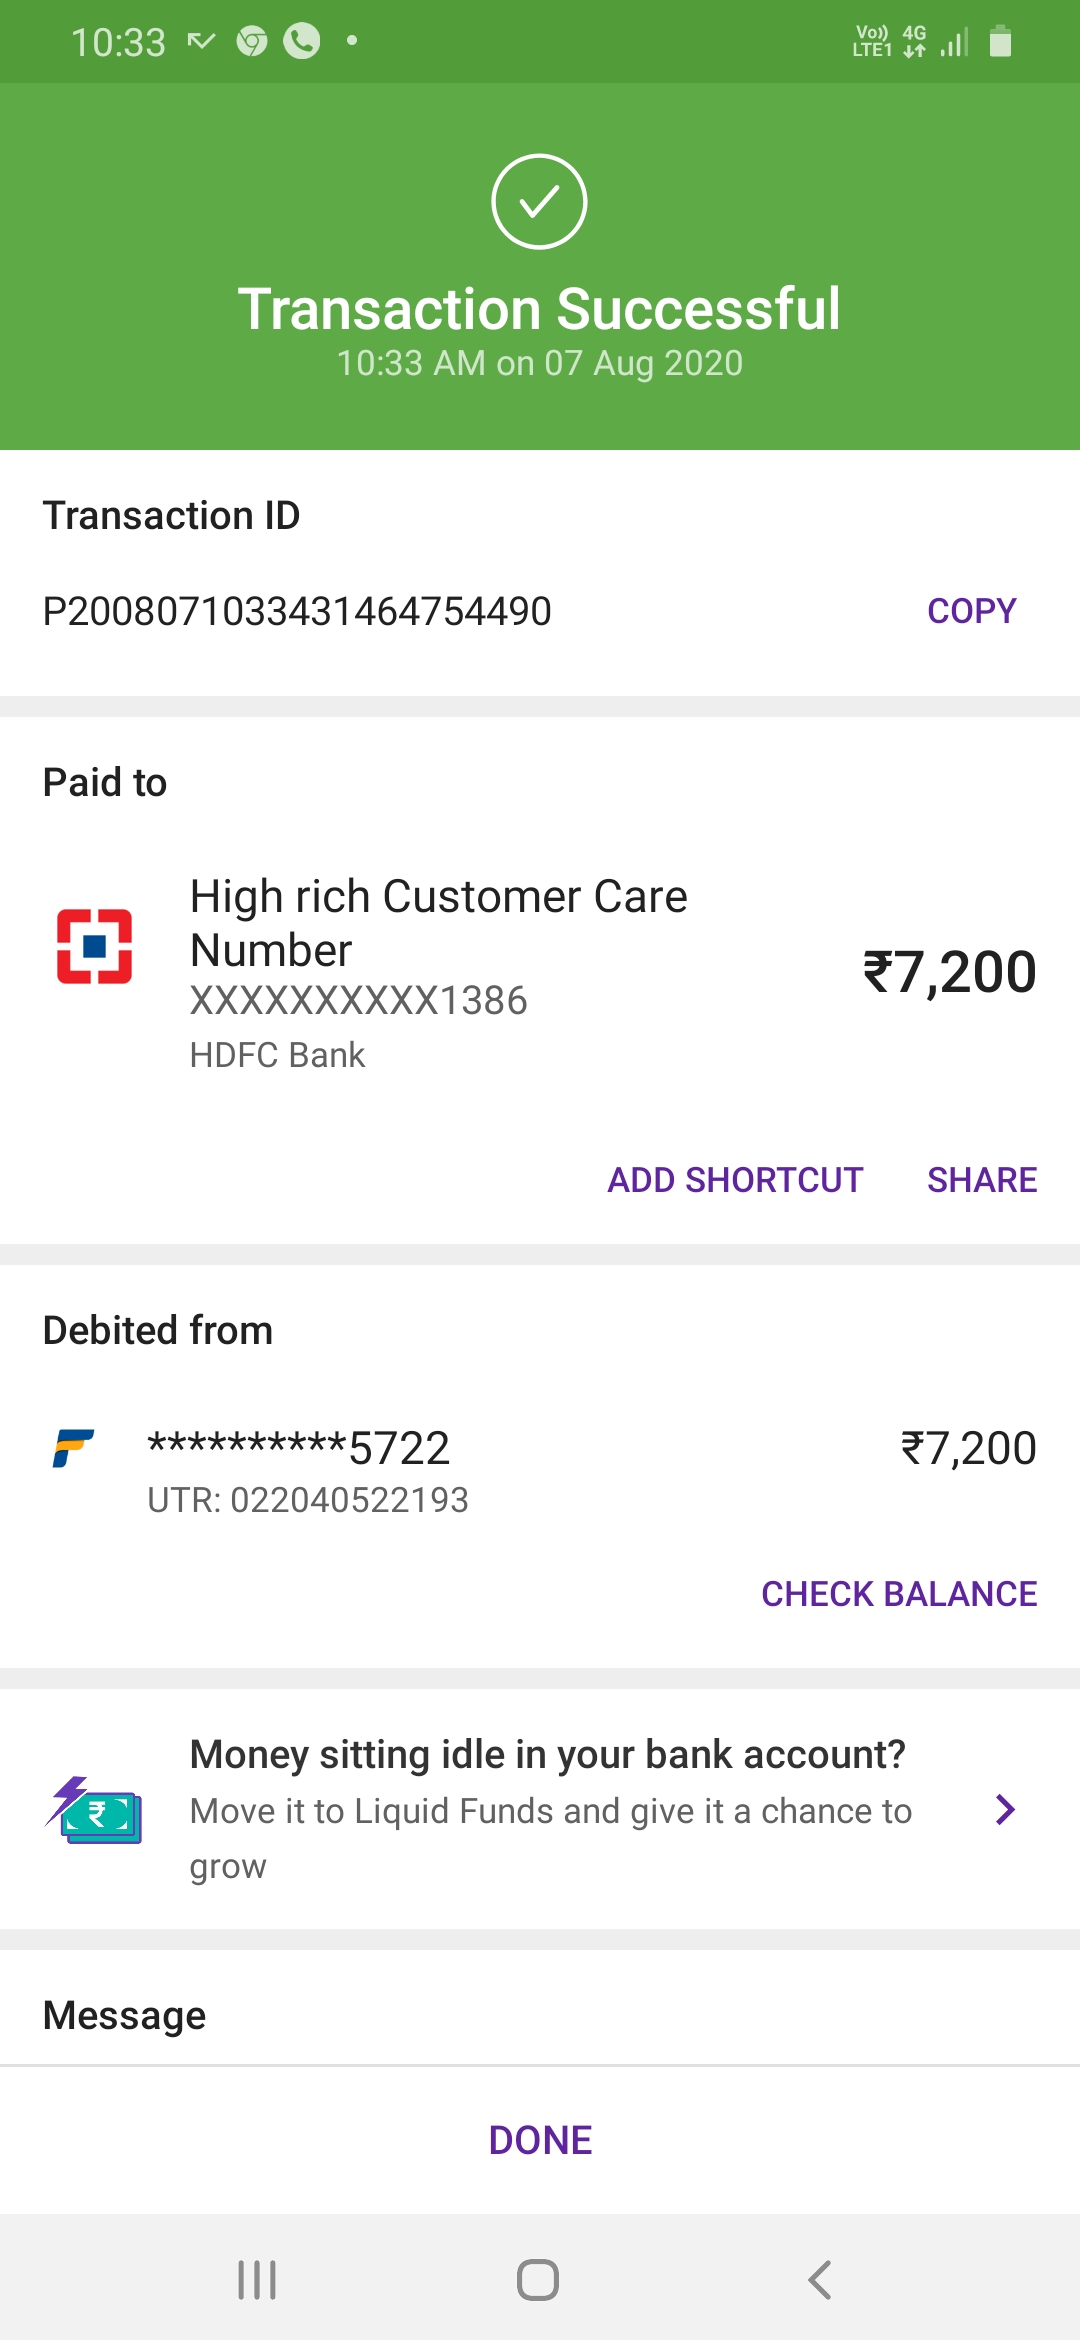 10:33
Vo)) 4G
LTE1
Transaction Successful
10:33 AM on 07 Aug 2020
Transaction ID
P2008071033431464754490
COPY
Paid to
High rich Customer Care
Number
XXXXXXXXXX1386
HDFC Bank
₹7,200
ADD SHORTCUT
SHARE
Debited from
**********5722
₹7,200
UTR: 022040522193
CHECK BALANCE
Money sitting idle in your bank account?
Move it to Liquid Funds and give it a chance to
grow
Message
DONE